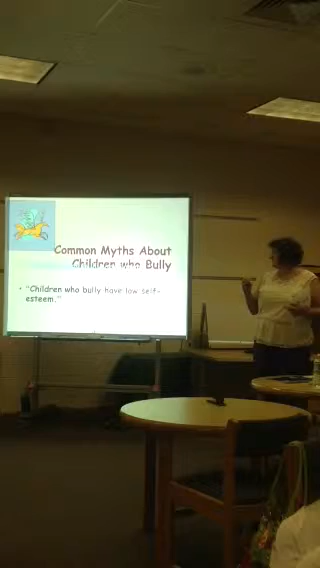 Common Myths About
Children who Bully
• "Children who bully have low self-
esteem."